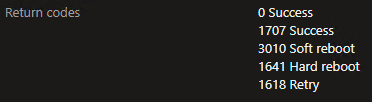 Return codes
0 Success
1707 Success
3010 Soft reboot
1641 Hard reboot
1618 Retry